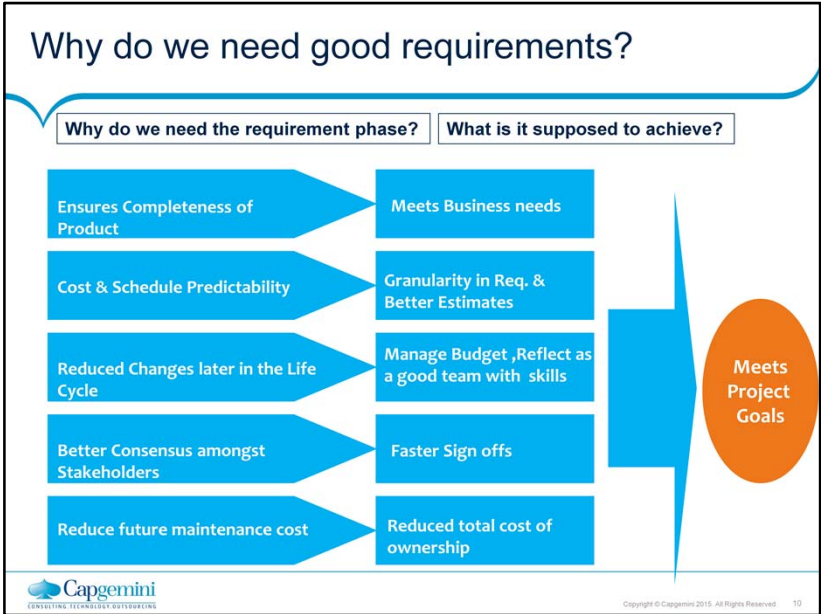 Why do we need good requirements?
Why do we need the requirement phase?
What is it supposed to achieve?
Ensures Completeness of
Product
Meets Business needs
Cost & Schedule Predictability
Granularity in Req. &
Better Estimates
Reduced Changes later in the Life
Cycle
Manage Budget ,Reflect as
a good team with skills
Better Consensus amongst
Stakeholders
Faster Sign offs
Reduce future maintenance cost
Reduced total cost of
ownership
Meets
Project
Goals
Capgemini
CONSULTING.TECHNOLOGY.OUTSOURCING
Copyright © Capgemini 2015. All Rights Reserved
10